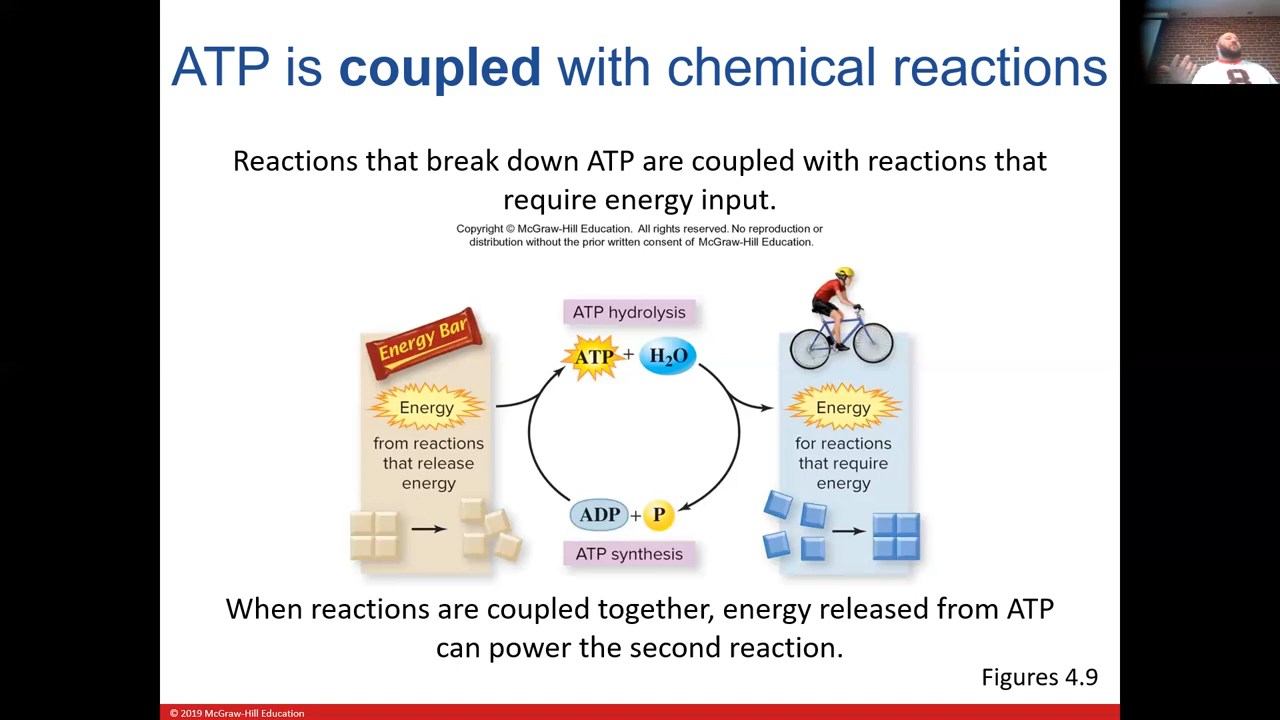 ATP is coupled with chemical reactions
Reactions that break down ATP are coupled with reactions that
require energy input.
Copyright © McGraw-Hill Education. All rights reserved. No reproduction or
distribution without the prior written consent of McGraw-Hill Education.
Energy Bar
Energy
from reactions
that release
energy
ATP hydrolysis
ATP + H₂O
ADP + P
ATP synthesis
Energy
for reactions
that require
energy
When reactions are coupled together, energy released from ATP
can power the second reaction.
Figures 4.9
© 2019 McGraw-Hill Education
8